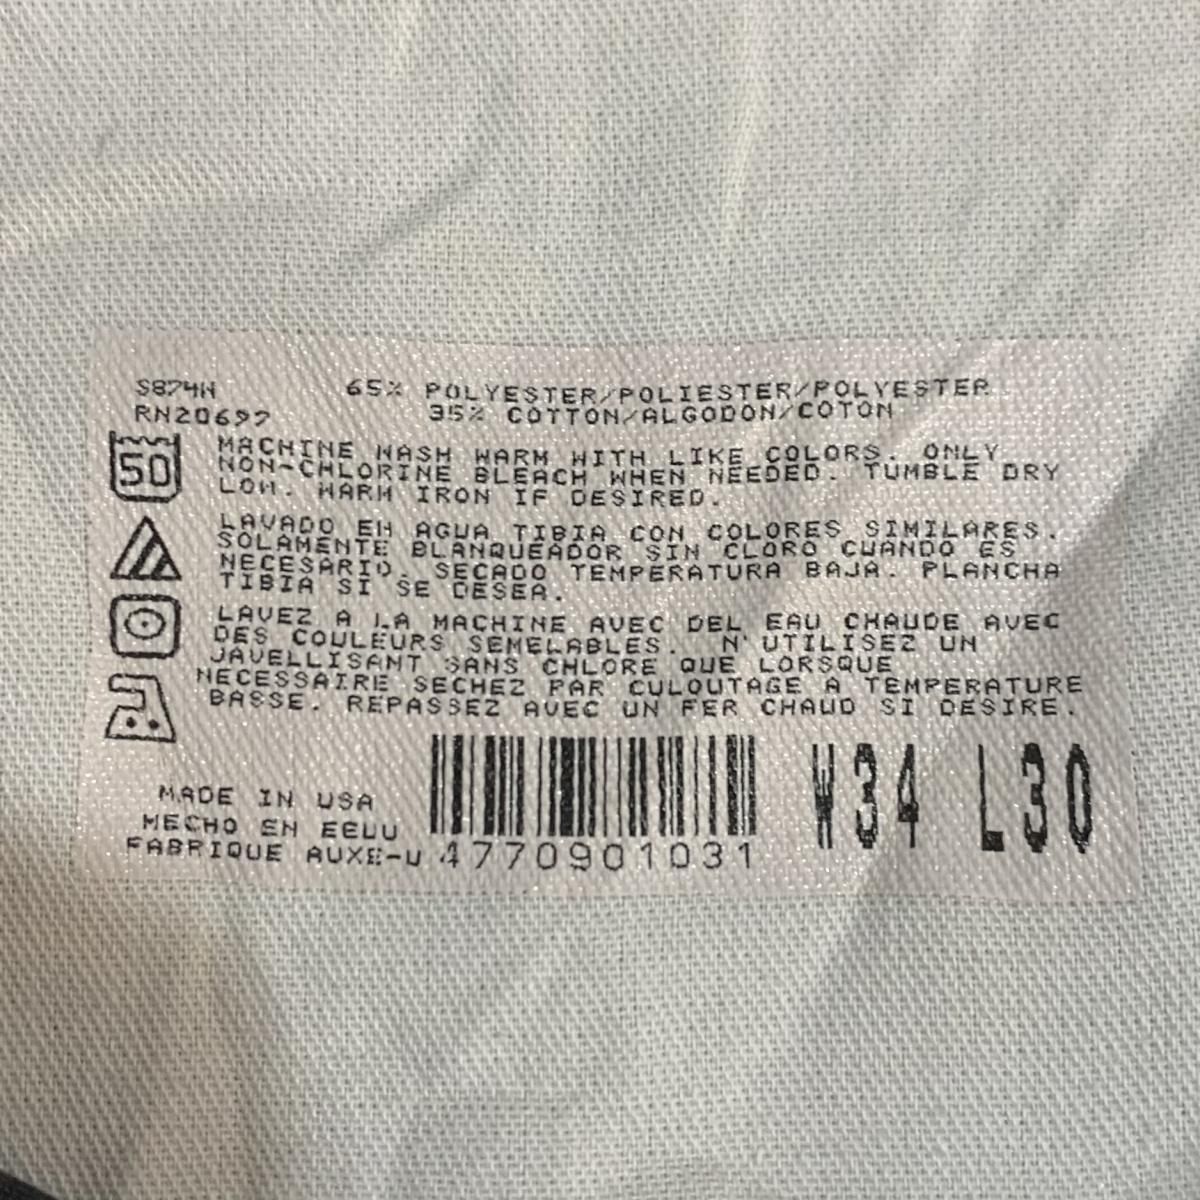 S874W
RN20697
65% POLYESTER/POLIESTER/POLYESTER
35% COTTON/ALGODON/COTON
50
MACHINE WASH WARM WITH LIKE COLORS. ONLY
NON-CHLORINE BLEACH WHEN NEEDED. TUMBLE DRY
LOW. WARM IRON IF DESIRED.
LAVADO EN AGUA TIBIA CON COLORES SIMILARES.
SOLAMENTE BLANQUEADOR SIN CLORO CUANDO ES
NECESARIO. SECADO TEMPERATURA BAJA. PLANCHA
TIBIA SI SE DESEA.
LAVEZ A LA MACHINE AVEC DEL EAU CHAUDE AVEC
DES COULEURS SEMELABLES. N'UTILISEZ UN
JAVELLISANT SANS CHLORE QUE LORSQUE
NECESSAIRE SECHEZ PAR CULOUTAGE A TEMPERATURE
BASSE. REPASSEZ AVEC UN FER CHAUD SI DESIRE.
MADE IN USA
HECHO EN EEUU
FABRIQUE AUXE-U
4770901031
W34 L30